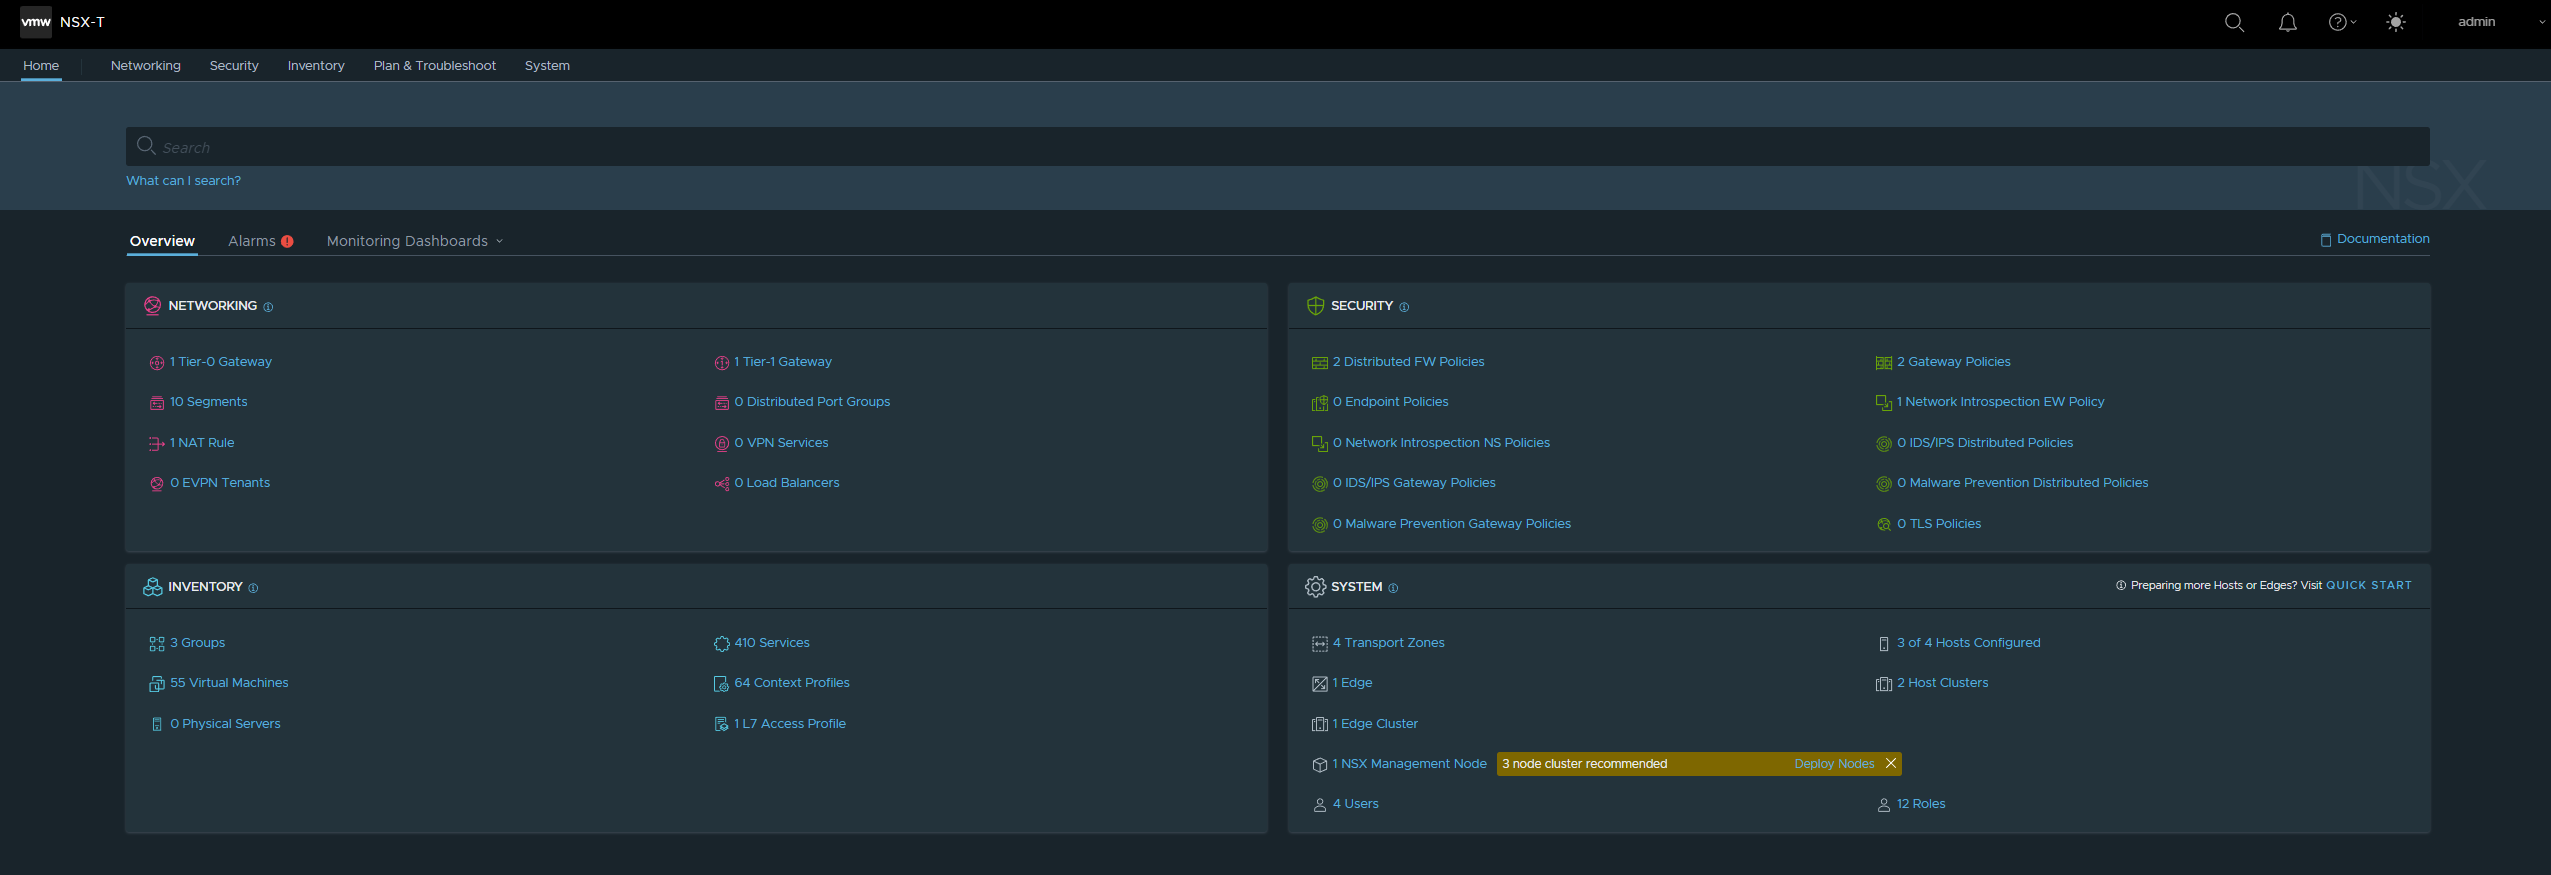 vmw NSX-T admin
Home Networking Security Inventory Plan & Troubleshoot System
Search
What can I search?
NSX
Overview Alarms Monitoring Dashboards Documentation
NETWORKING
1 Tier-0 Gateway 1 Tier-1 Gateway
10 Segments 0 Distributed Port Groups
1 NAT Rule 0 VPN Services
0 EVPN Tenants 0 Load Balancers
SECURITY
2 Distributed FW Policies 2 Gateway Policies
0 Endpoint Policies 1 Network Introspection EW Policy
0 Network Introspection NS Policies 0 IDS/IPS Distributed Policies
0 IDS/IPS Gateway Policies 0 Malware Prevention Distributed Policies
0 Malware Prevention Gateway Policies 0 TLS Policies
INVENTORY
3 Groups 410 Services
55 Virtual Machines 64 Context Profiles
0 Physical Servers 1 L7 Access Profile
SYSTEM Preparing more Hosts or Edges? Visit QUICK START
4 Transport Zones 3 of 4 Hosts Configured
1 Edge 2 Host Clusters
1 Edge Cluster
1 NSX Management Node 3 node cluster recommended Deploy Nodes
4 Users 12 Roles